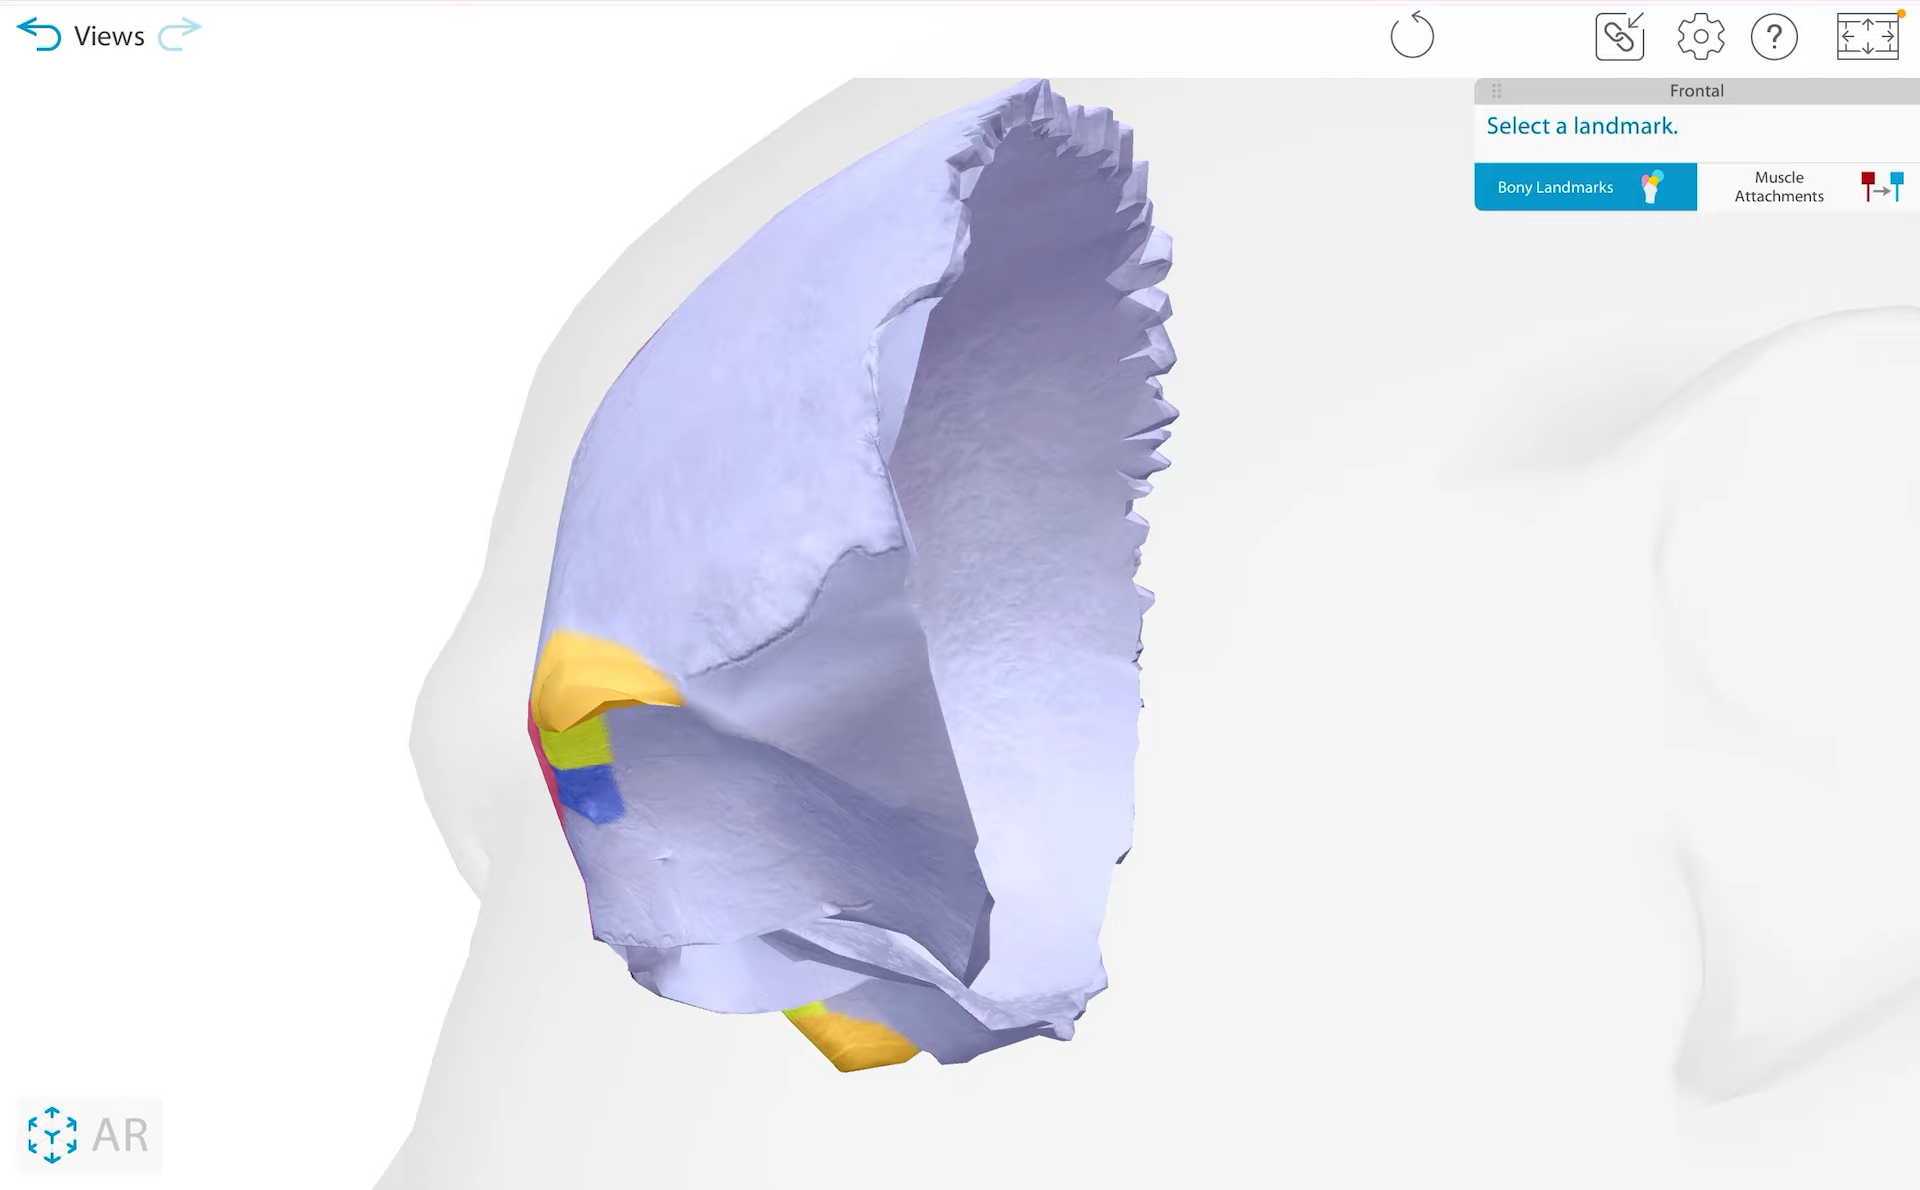 Views
?
Frontal
Select a landmark.
Bony Landmarks
Muscle
Attachments
AR